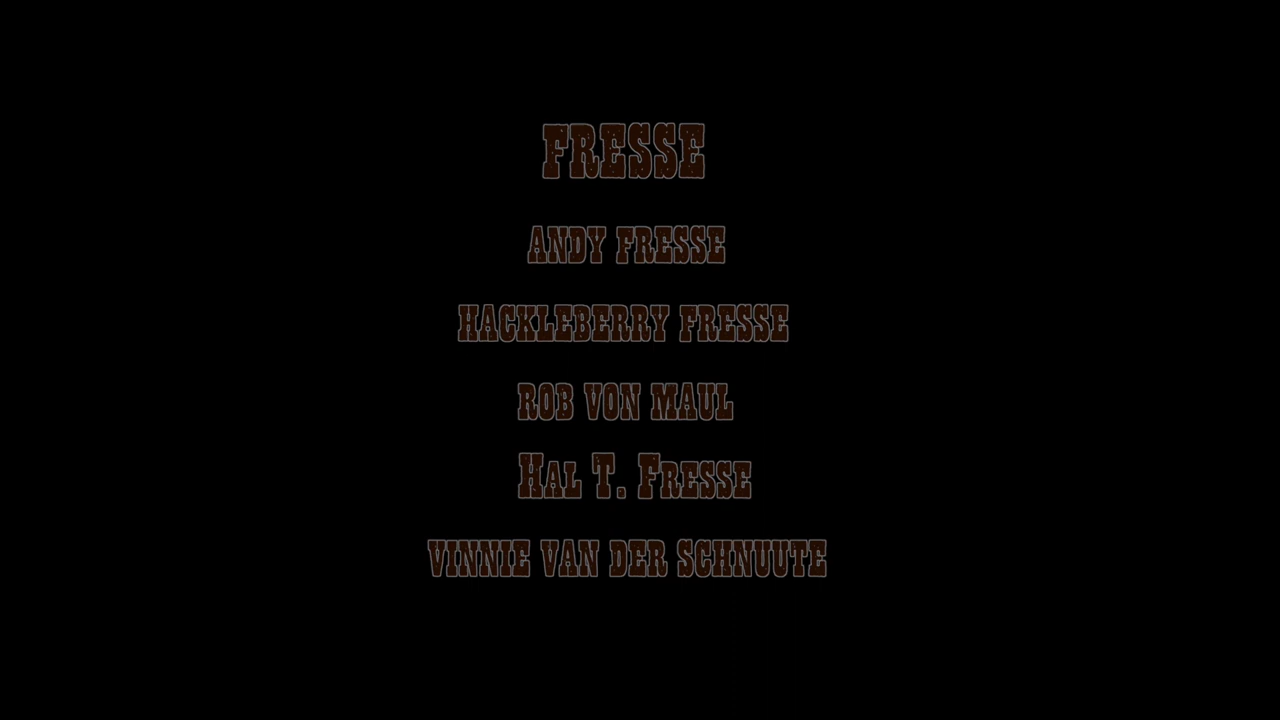 FRESSE
ANDY FRESSE
HACKLEBERRY FRESSE
ROB VON MAUL
HAL T. FRESSE
VINNIE VAN DER SCHNUUTE